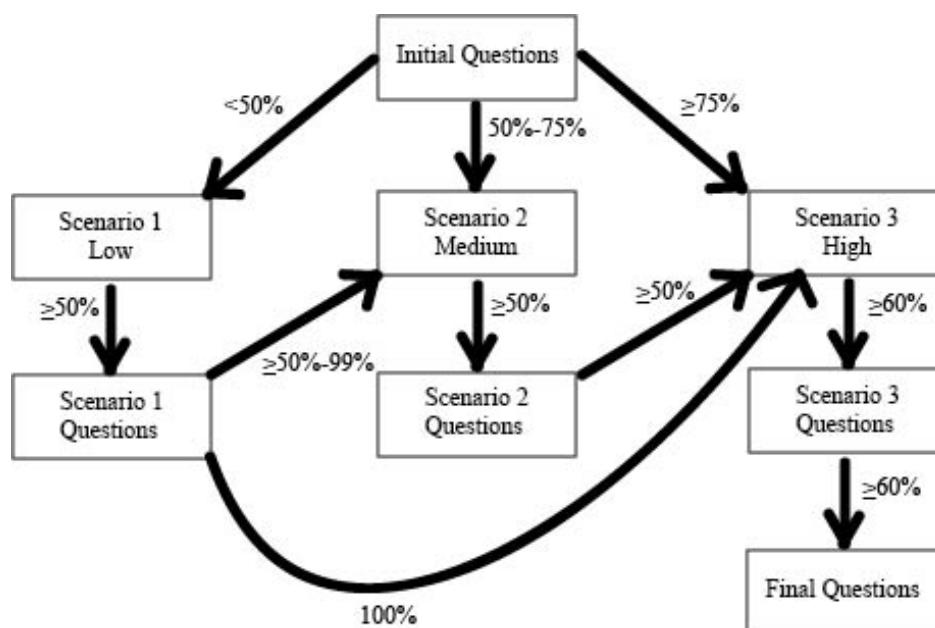 Initial Questions
<50%
50%-75%
≥75%
Scenario 1
Low
Scenario 2
Medium
Scenario 3
High
≥50%
≥50%-99%
≥50%
≥50%
≥60%
Scenario 1
Questions
Scenario 2
Questions
Scenario 3
Questions
≥60%
100%
Final Questions